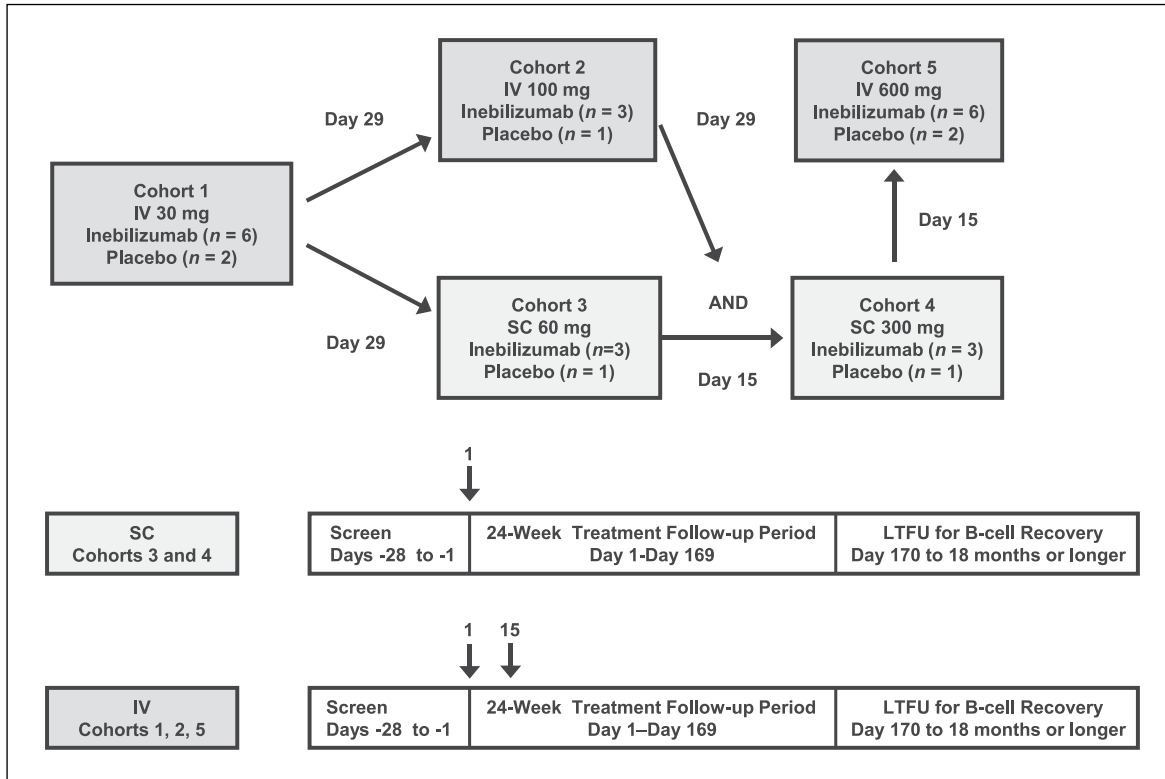 Cohort 1
IV 30 mg
Inebilizumab (n = 6)
Placebo (n = 2)
Day 29
Day 29
Cohort 2
IV 100 mg
Inebilizumab (n = 3)
Placebo (n = 1)
Cohort 3
SC 60 mg
Inebilizumab (n=3)
Placebo (n = 1)
Day 29
AND
Day 15
Cohort 5
IV 600 mg
Inebilizumab (n = 6)
Placebo (n = 2)
Day 15
Cohort 4
SC 300 mg
Inebilizumab (n = 3)
Placebo (n = 1)
1
SC
Cohorts 3 and 4
Screen
Days -28 to -1
24-Week Treatment Follow-up Period
Day 1-Day 169
LTFU for B-cell Recovery
Day 170 to 18 months or longer
1 15
IV
Cohorts 1, 2, 5
Screen
Days -28 to -1
24-Week Treatment Follow-up Period
Day 1–Day 169
LTFU for B-cell Recovery
Day 170 to 18 months or longer